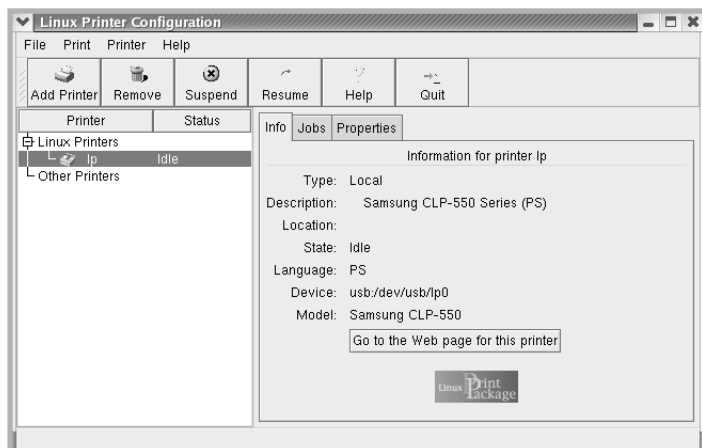 Linux Printer Configuration
File Print Printer Help
Add Printer Remove Suspend Resume Help Quit
Printer Status
Linux Printers
lp Idle
Other Printers
Info Jobs Properties
Information for printer lp
Type: Local
Description: Samsung CLP-550 Series (PS)
Location:
State: Idle
Language: PS
Device: usb:/dev/usb/lp0
Model: Samsung CLP-550
Go to the Web page for this printer
Linux Print Package